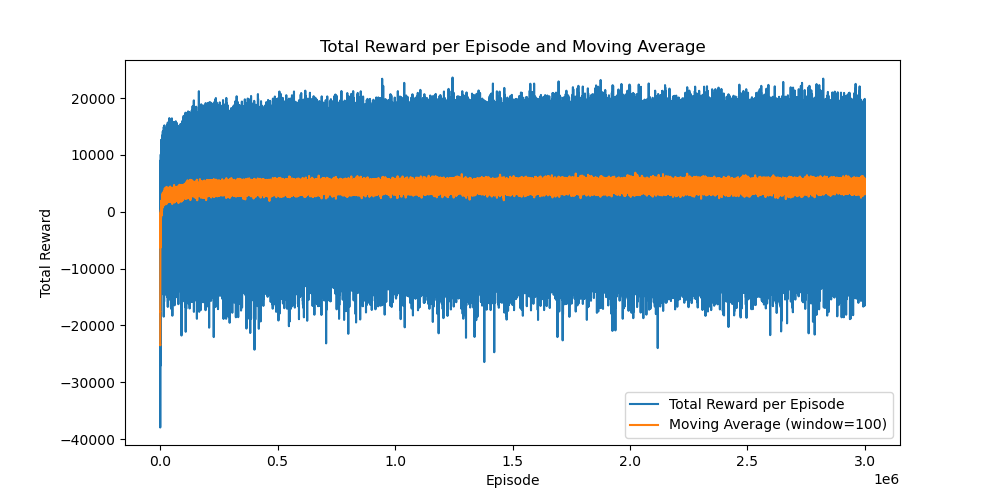 Total Reward per Episode and Moving Average
20000
10000
0
−10000
−20000
−30000
−40000
Total Reward
Total Reward per Episode
Moving Average (window=100)
0.0 0.5 1.0 1.5 2.0 2.5 3.0
1e6
Episode